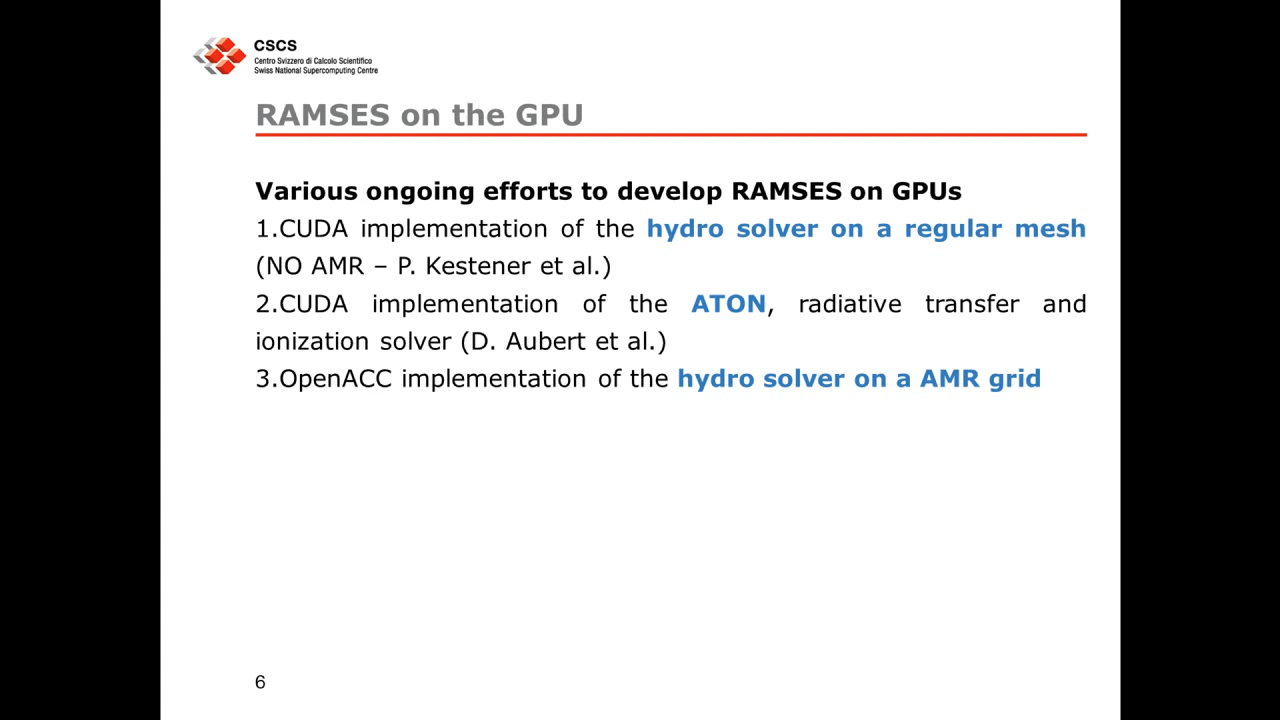 CSCS
Centro Svizzero di Calcolo Scientifico
Swiss National Supercomputing Centre
RAMSES on the GPU
Various ongoing efforts to develop RAMSES on GPUs
1.CUDA implementation of the hydro solver on a regular mesh
(NO AMR – P. Kestener et al.)
2.CUDA implementation of the ATON, radiative transfer and
ionization solver (D. Aubert et al.)
3.OpenACC implementation of the hydro solver on a AMR grid
6